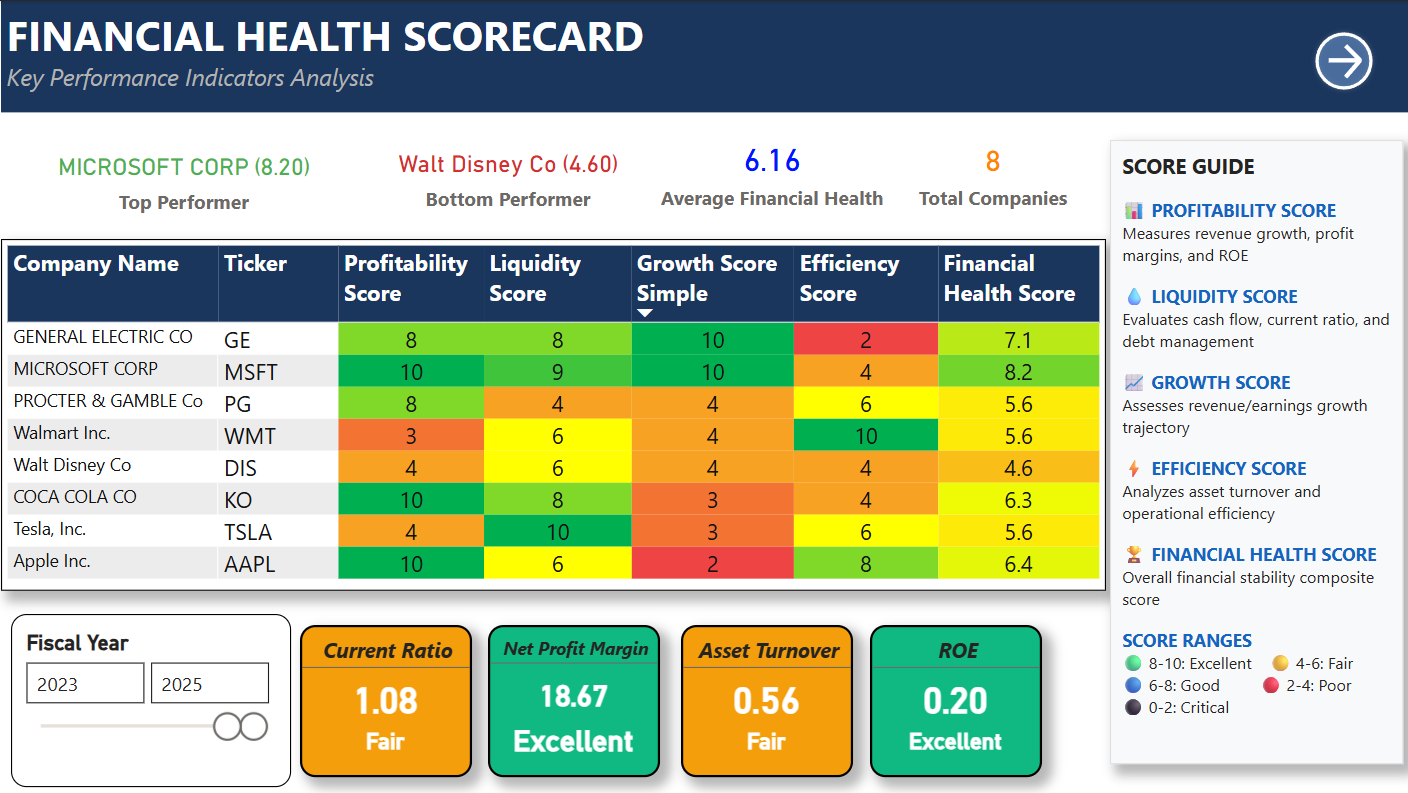 FINANCIAL HEALTH SCORECARD
Key Performance Indicators Analysis
MICROSOFT CORP (8.20)
Top Performer
Walt Disney Co (4.60)
Bottom Performer
6.16
Average Financial Health
8
Total Companies
Company Name Ticker Profitability Score Liquidity Score Growth Score Simple Efficiency Score Financial Health Score
GENERAL ELECTRIC CO GE 8 8 10 2 7.1
MICROSOFT CORP MSFT 10 9 10 4 8.2
PROCTER & GAMBLE Co PG 8 4 4 6 5.6
Walmart Inc. WMT 3 6 4 10 5.6
Walt Disney Co DIS 4 6 4 4 4.6
COCA COLA CO KO 10 8 3 4 6.3
Tesla, Inc. TSLA 4 10 3 6 5.6
Apple Inc. AAPL 10 6 2 8 6.4
Fiscal Year
2023 2025
Current Ratio
1.08
Fair
Net Profit Margin
18.67
Excellent
Asset Turnover
0.56
Fair
ROE
0.20
Excellent
SCORE GUIDE
PROFITABILITY SCORE
Measures revenue growth, profit
margins, and ROE
LIQUIDITY SCORE
Evaluates cash flow, current ratio, and
debt management
GROWTH SCORE
Assesses revenue/earnings growth
trajectory
EFFICIENCY SCORE
Analyzes asset turnover and
operational efficiency
FINANCIAL HEALTH SCORE
Overall financial stability composite
score
SCORE RANGES
8-10: Excellent 4-6: Fair
6-8: Good 2-4: Poor
0-2: Critical